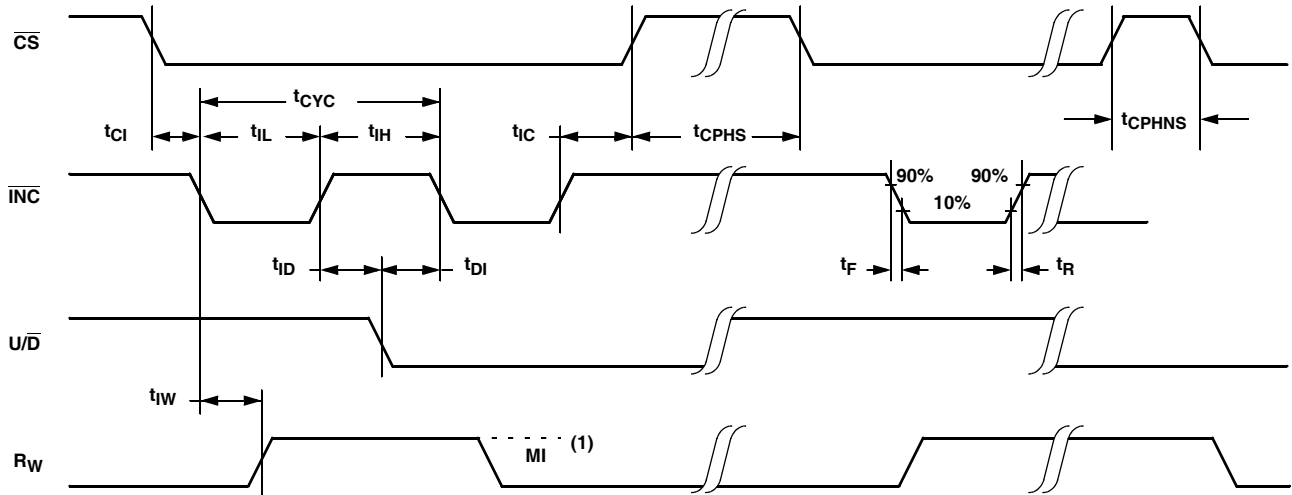 CS̅
tCYC
tCI tIL tIH tIC tCPHS tCPHNS
INC̅
90% 90%
10%
tID tDI tF tR
U/D̅
tIW
(1)
MI
RW